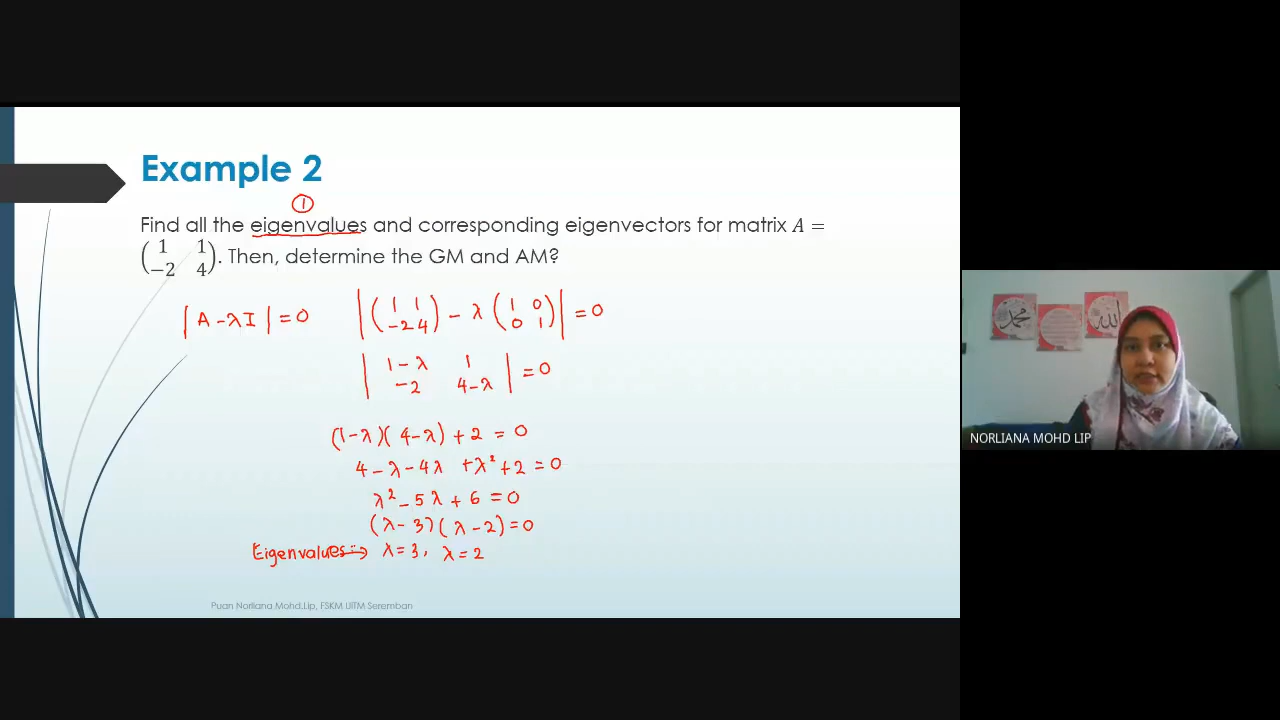 Example 2
①
Find all the eigenvalues and corresponding eigenvectors for matrix A =
(1 1
-2 4). Then, determine the GM and AM?
|A - λI| = 0
|(1 1
-2 4) - λ (1 0
0 1)| = 0
|1 - λ 1
-2 4 - λ| = 0
(1-λ)(4-λ) + 2 = 0
4 - λ - 4λ + λ² + 2 = 0
λ² - 5λ + 6 = 0
(λ - 3)(λ - 2) = 0
Eigenvalues → λ = 3, λ = 2
Puan Norliana Mohd.Lip, FSKM UITM Seremban
محمد
الله
NORLIANA MOHD LIP